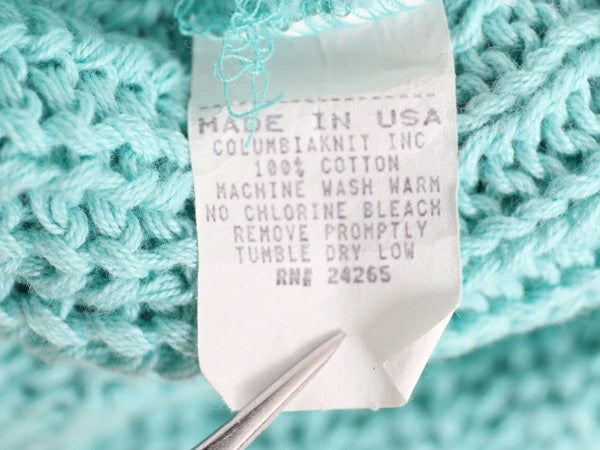 MADE IN USA
COLUMBIAKNIT INC
100% COTTON
MACHINE WASH WARM
NO CHLORINE BLEACH
REMOVE PROMPTLY
TUMBLE DRY LOW
RN# 24265